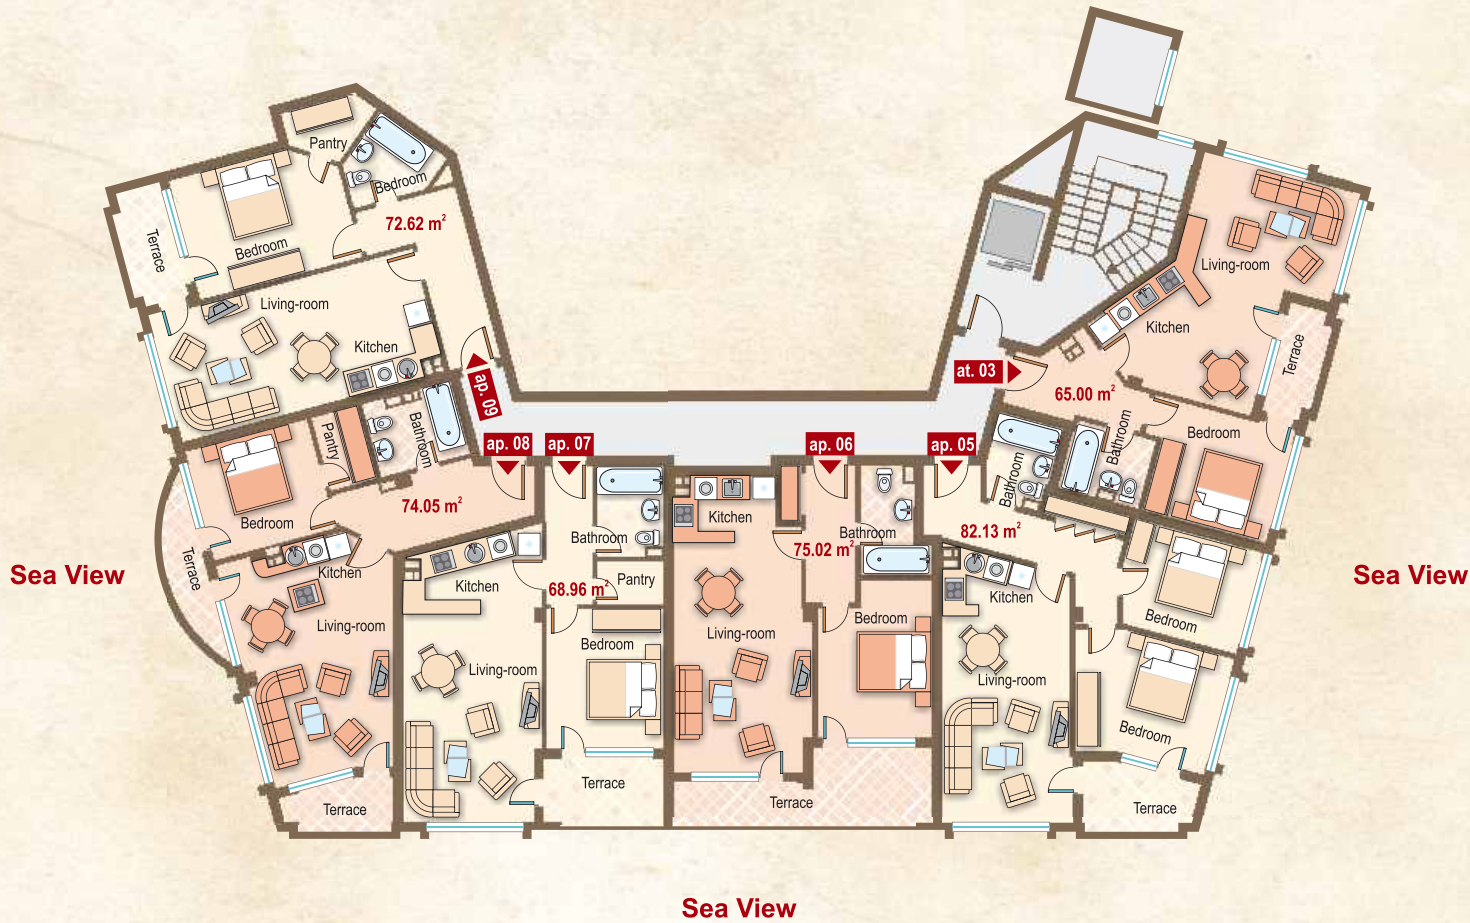 Pantry
Bedroom
72.62 m²
Terrace
Bedroom
Living-room
Kitchen
ap. 09
Living-room
Kitchen
Terrace
at. 03
65.00 m²
Bedroom
Bathroom
Pantry
Bathroom
ap. 08
ap. 07
ap. 06
ap. 05
Bathroom
74.05 m²
Bedroom
Terrace
Kitchen
Living-room
Terrace
Kitchen
68.96 m²
Bathroom
Pantry
Living-room
Bedroom
Terrace
Kitchen
75.02 m²
Bathroom
Living-room
Bedroom
Terrace
82.13 m²
Kitchen
Living-room
Bedroom
Bedroom
Terrace
Sea View
Sea View
Sea View